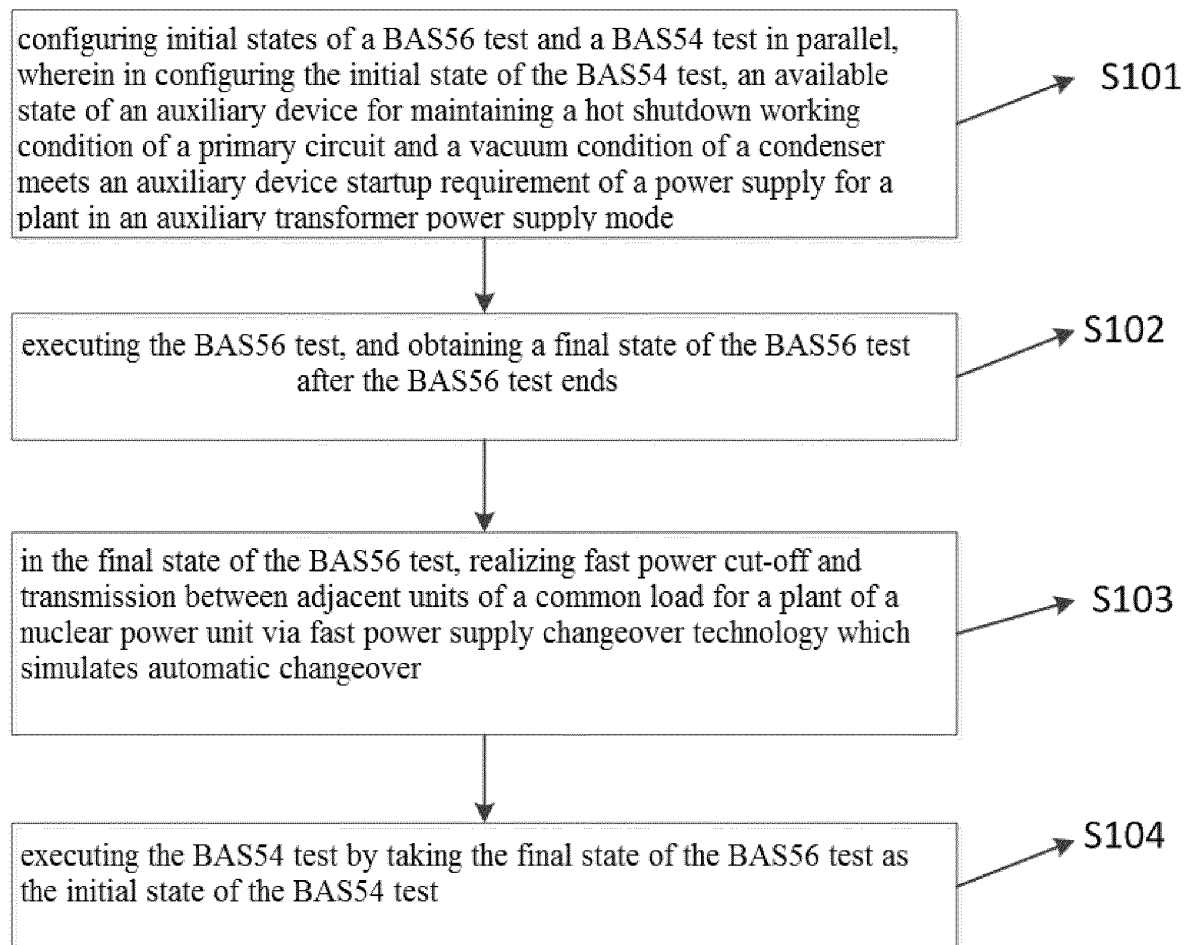 configuring initial states of a BAS56 test and a BAS54 test in parallel,
wherein in configuring the initial state of the BAS54 test, an available
state of an auxiliary device for maintaining a hot shutdown working
condition of a primary circuit and a vacuum condition of a condenser
meets an auxiliary device startup requirement of a power supply for a
plant in an auxiliary transformer power supply mode
S101
executing the BAS56 test, and obtaining a final state of the BAS56 test
after the BAS56 test ends
S102
in the final state of the BAS56 test, realizing fast power cut-off and
transmission between adjacent units of a common load for a plant of a
nuclear power unit via fast power supply changeover technology which
simulates automatic changeover
S103
executing the BAS54 test by taking the final state of the BAS56 test as
the initial state of the BAS54 test
S104